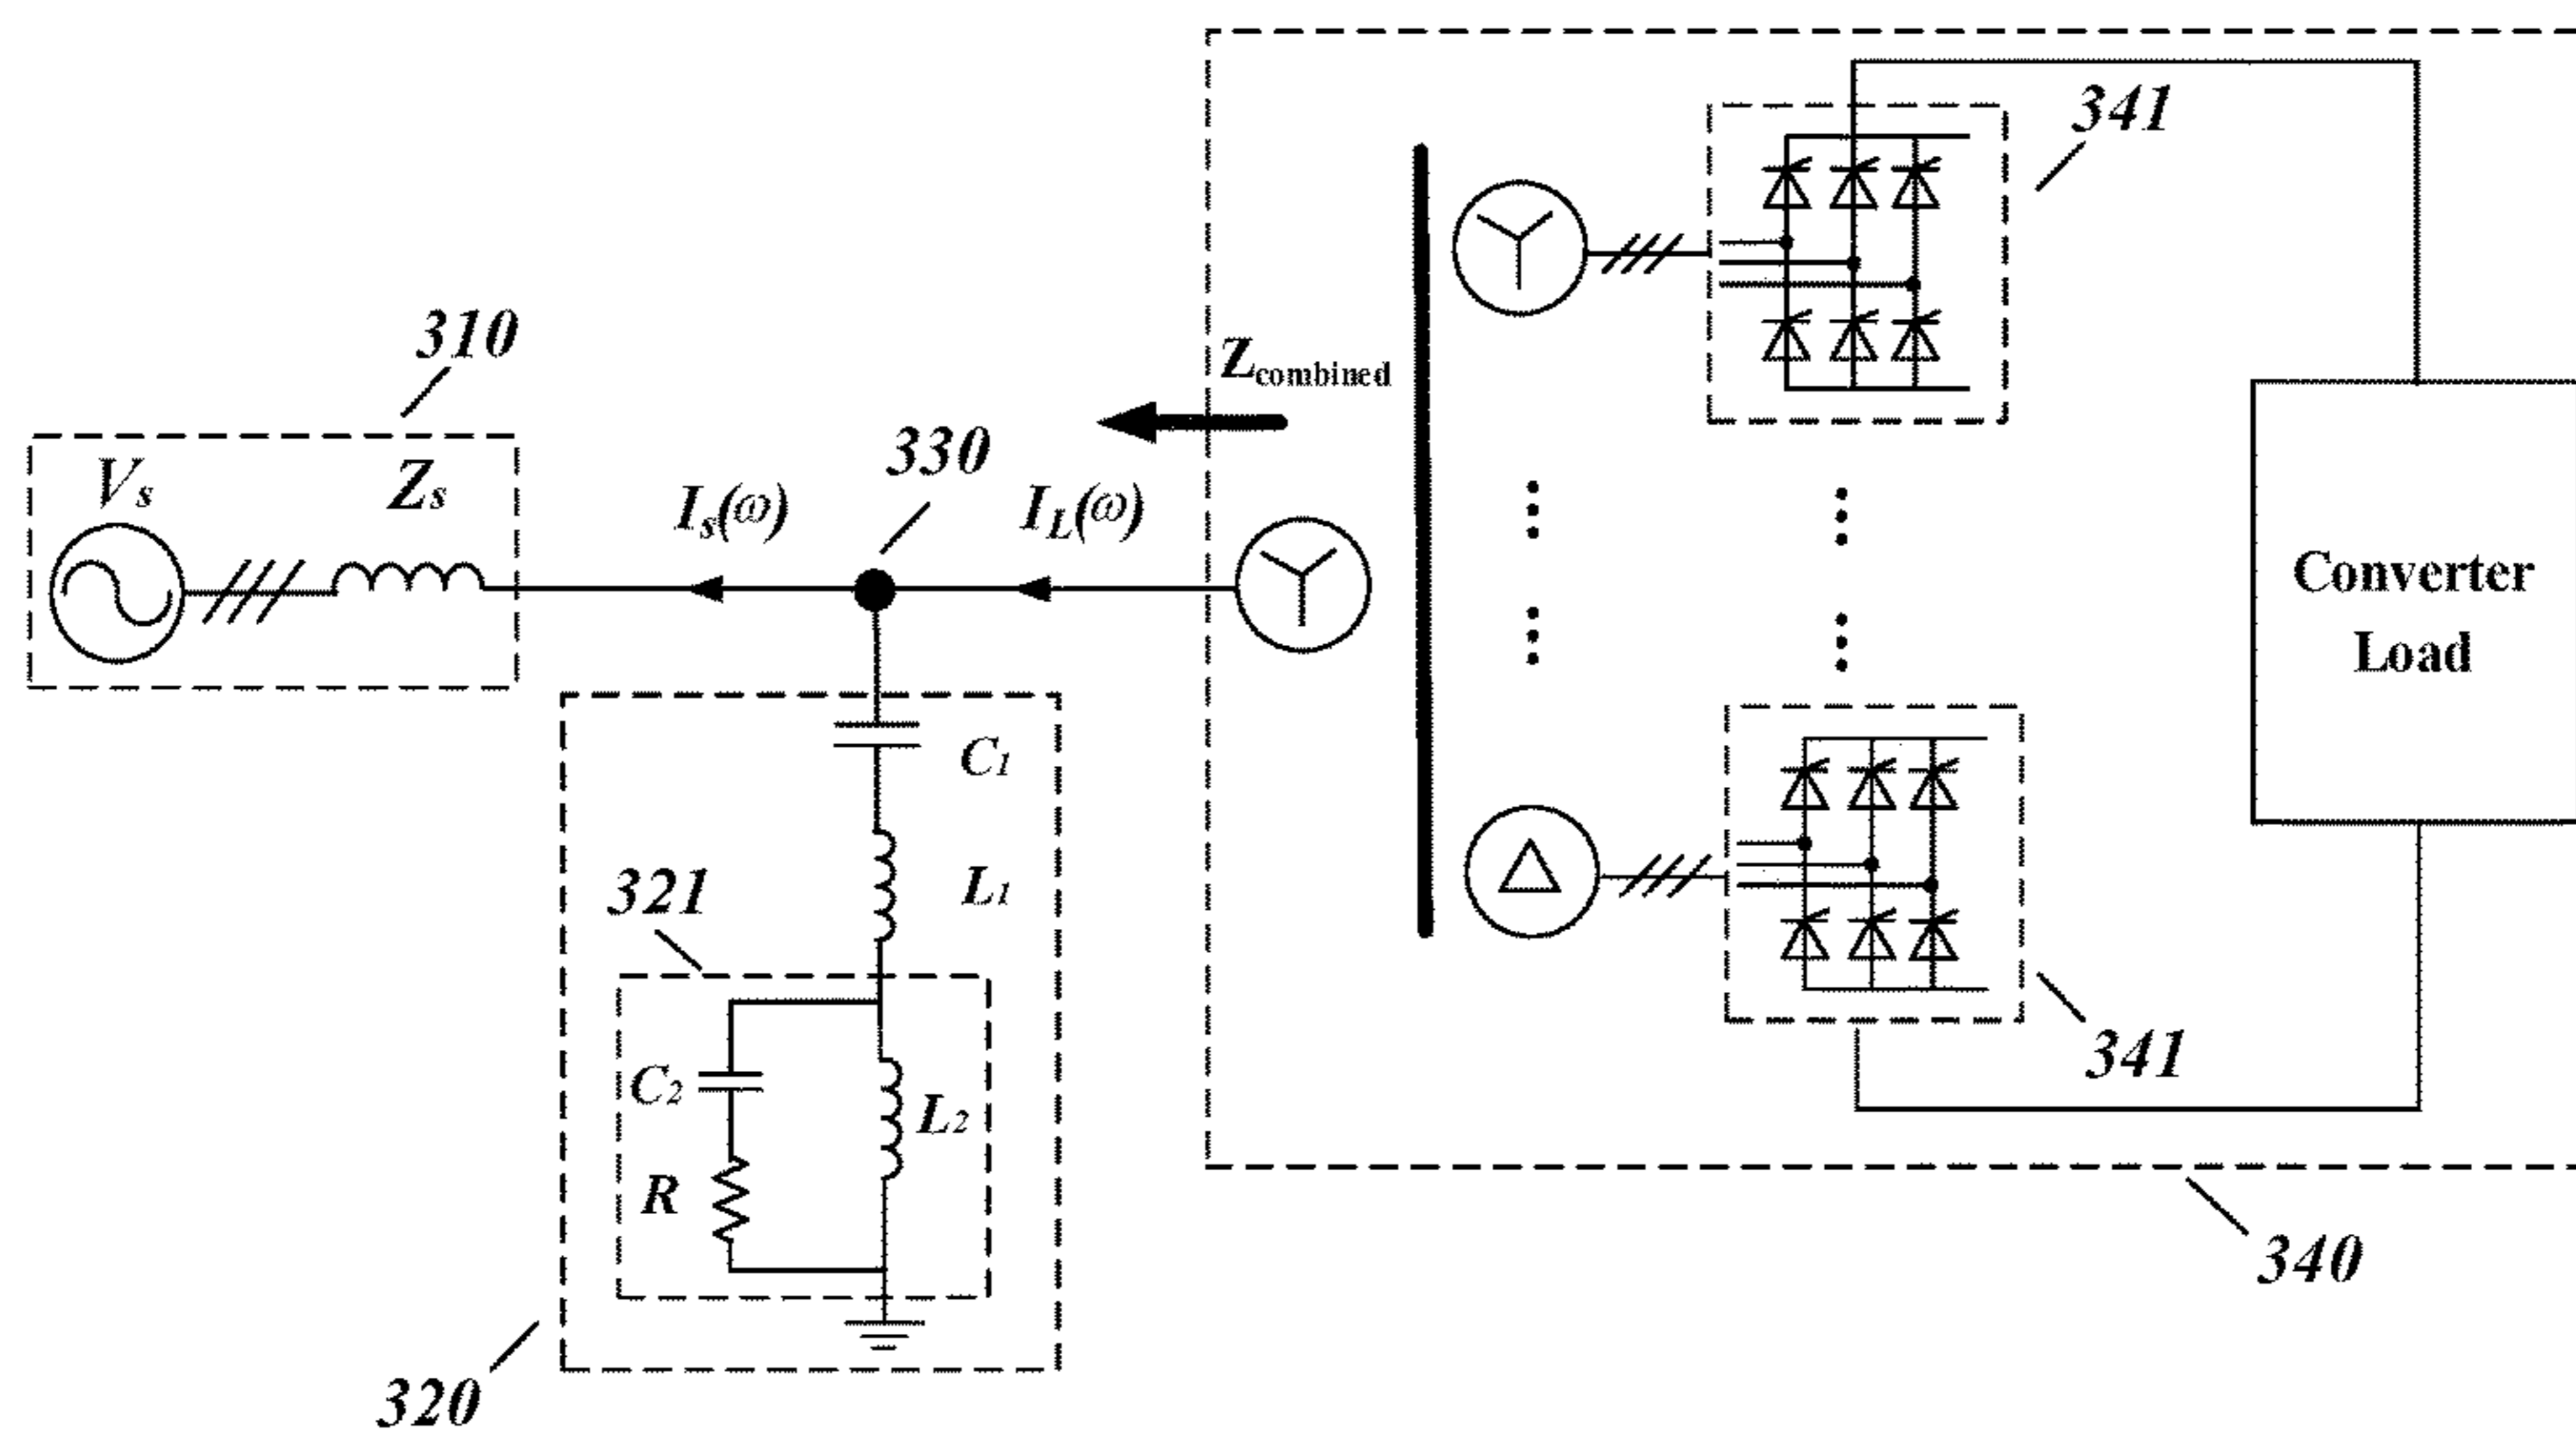 341
310
Zcombined
330
Vs
Zs
Is(ω)
IL(ω)
Converter
Load
C1
L1
321
C2
L2
R
341
340
320